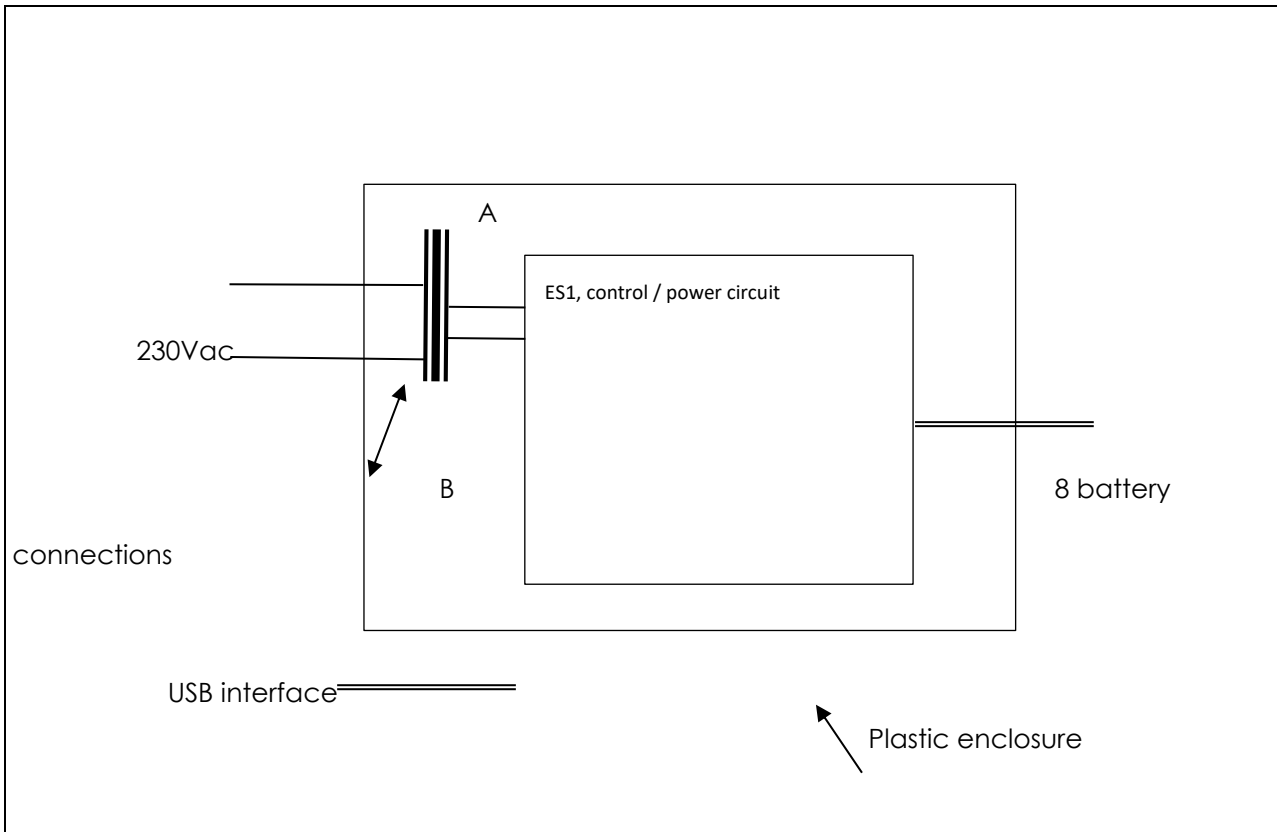 A
ES1, control / power circuit
230Vac
B
8 battery
connections
USB interface
Plastic enclosure